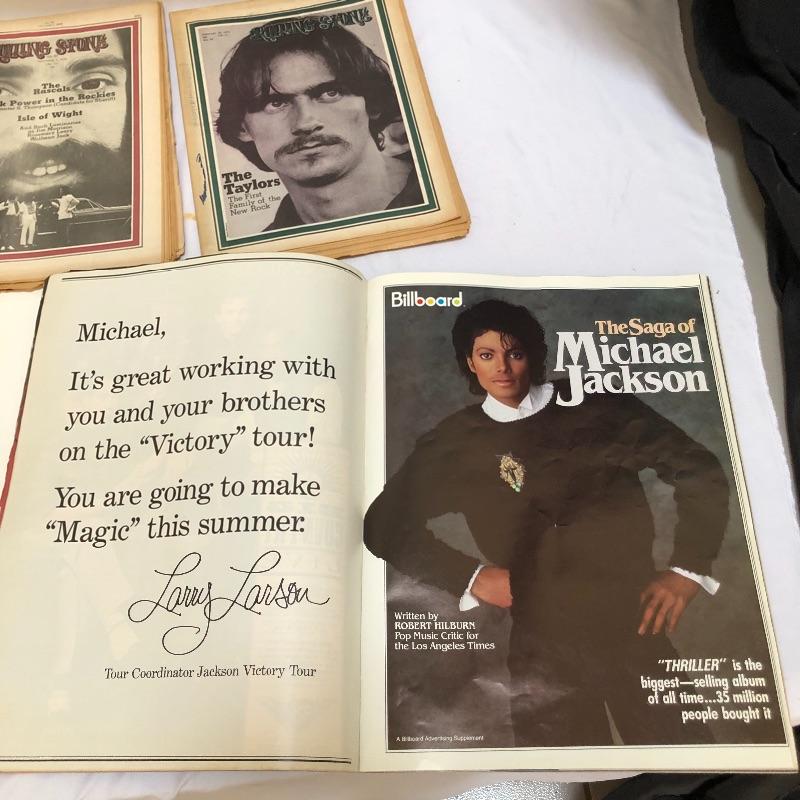 ROLLING STONE
The
Rascals
k Power in the Rockies
Isle of Wight
ROLLING STONE
The
Taylors
The First
Family of the
New Rock
Michael,
It's great working with
you and your brothers
on the "Victory" tour!
You are going to make
"Magic" this summer.
Larry Larson
Tour Coordinator Jackson Victory Tour
Billboard
The Saga of
Michael
Jackson
Written by
ROBERT HILBURN
Pop Music Critic for
the Los Angeles Times
"THRILLER" is the
biggest—selling album
of all time...35 million
people bought it
A Billboard Advertising Supplement